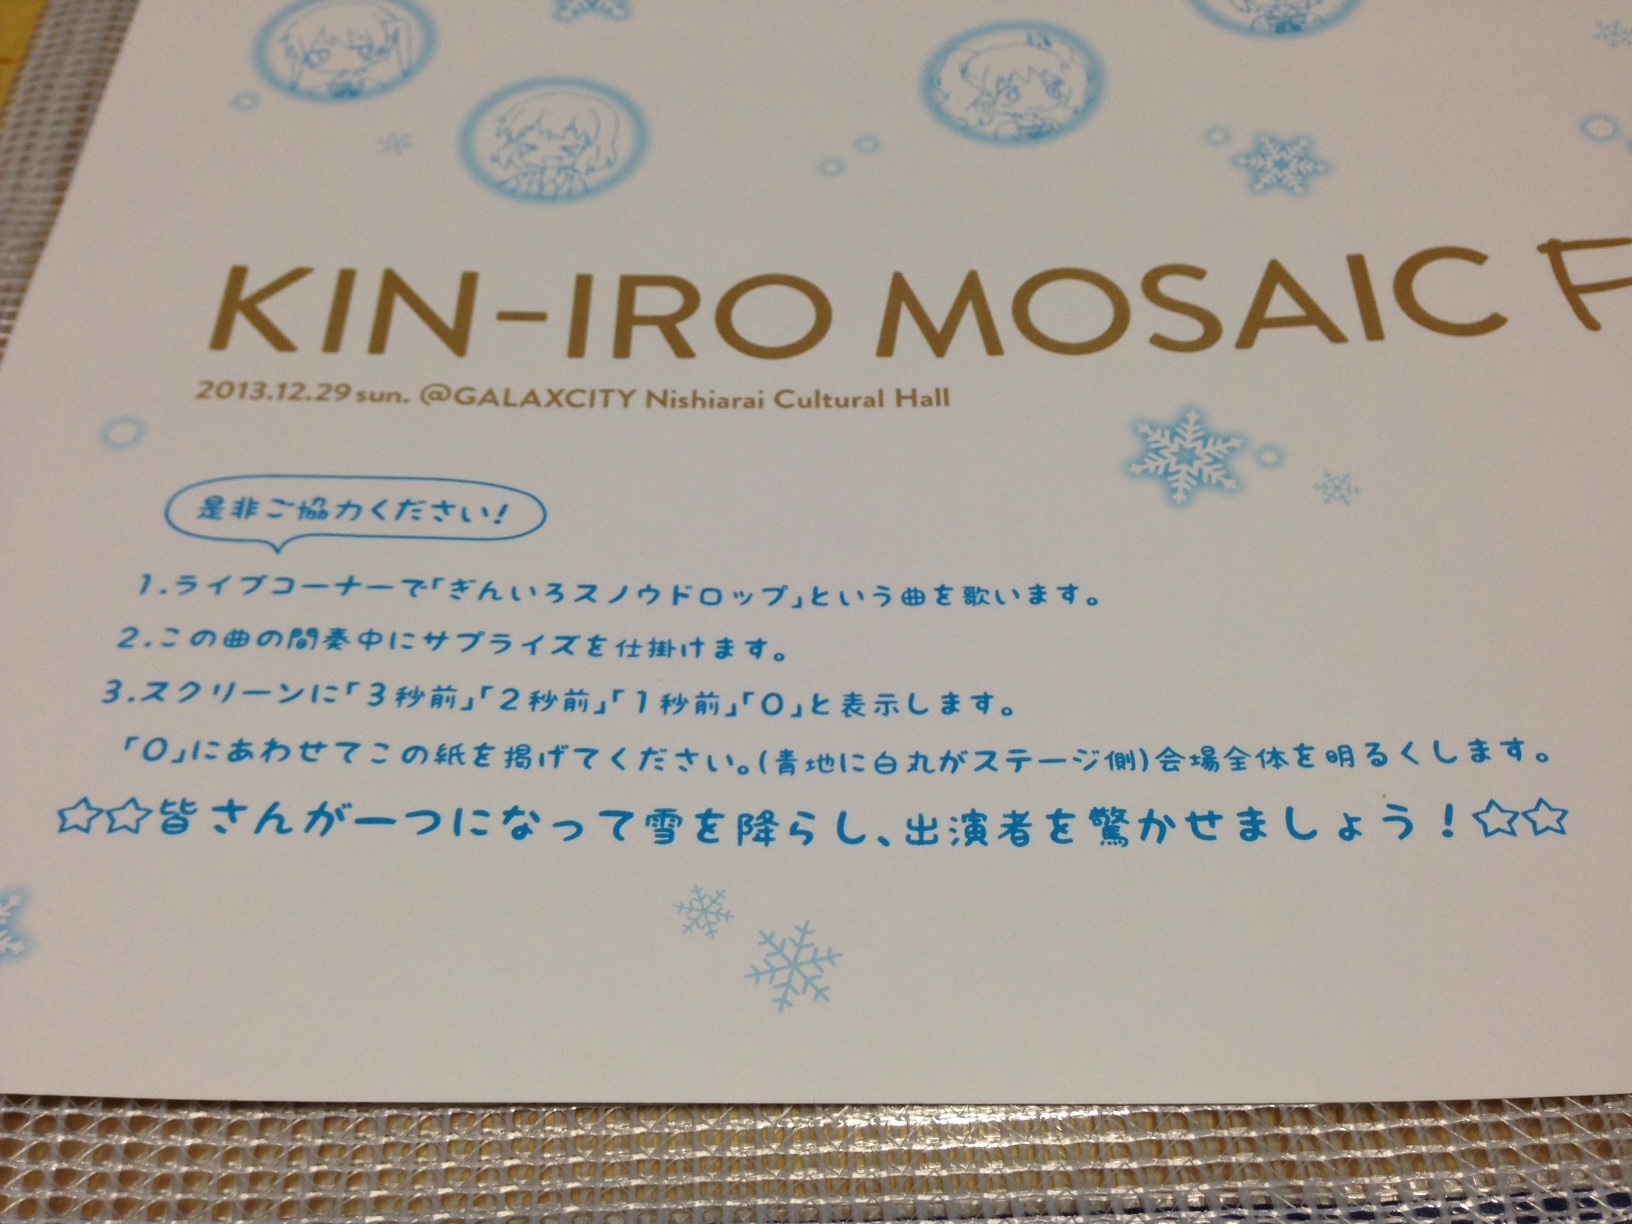 KIN-IRO MOSAIC F
2013.12.29 sun. @GALAXCITY Nishiarai Cultural Hall
是非ご協力ください!
1.ライブコーナーで「ぎんいろスノウドロップ」という曲を歌います。
2.この曲の間奏中にサプライズを仕掛けます。
3.スクリーンに「3秒前」「2秒前」「1秒前」「0」と表示します。
「0」にあわせてこの紙を掲げてください。(青地に白丸がステージ側)会場全体を明るくします。
☆☆皆さんが一つになって雪を降らし、出演者を驚かせましょう!☆☆